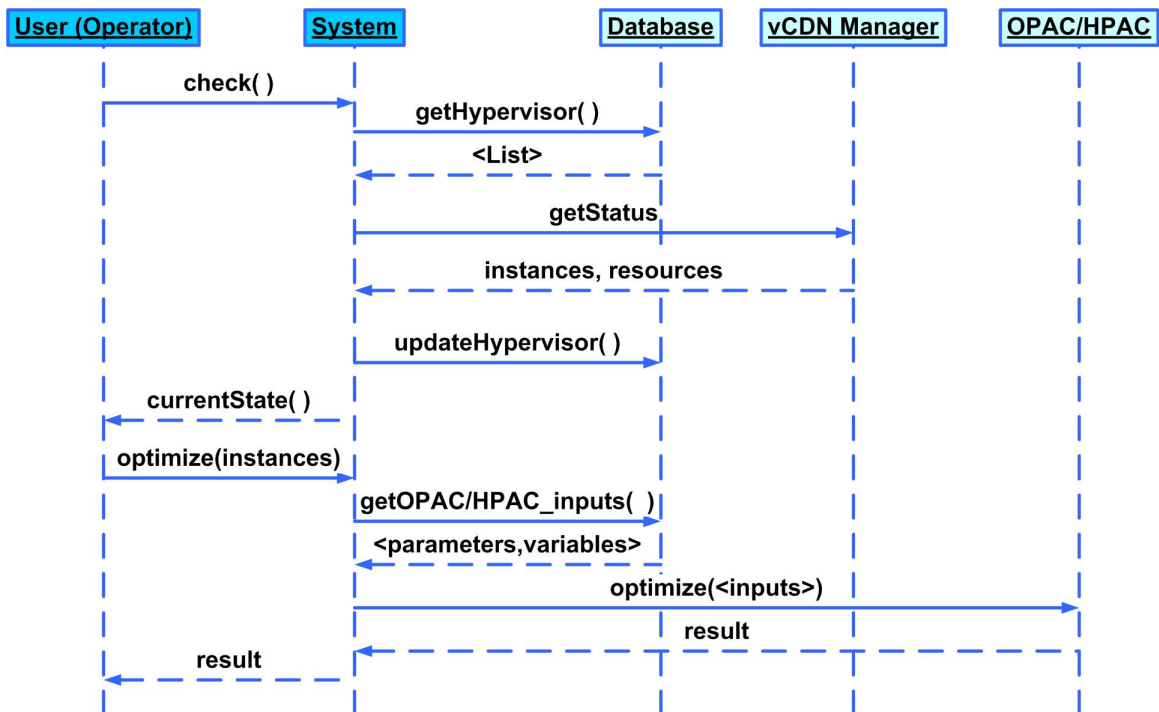 User (Operator) System Database vCDN Manager OPAC/HPAC
check( )
getHypervisor( )
<List>
getStatus
instances, resources
updateHypervisor( )
currentState( )
optimize(instances)
getOPAC/HPAC_inputs( )
<parameters,variables>
optimize(<inputs>)
result
result